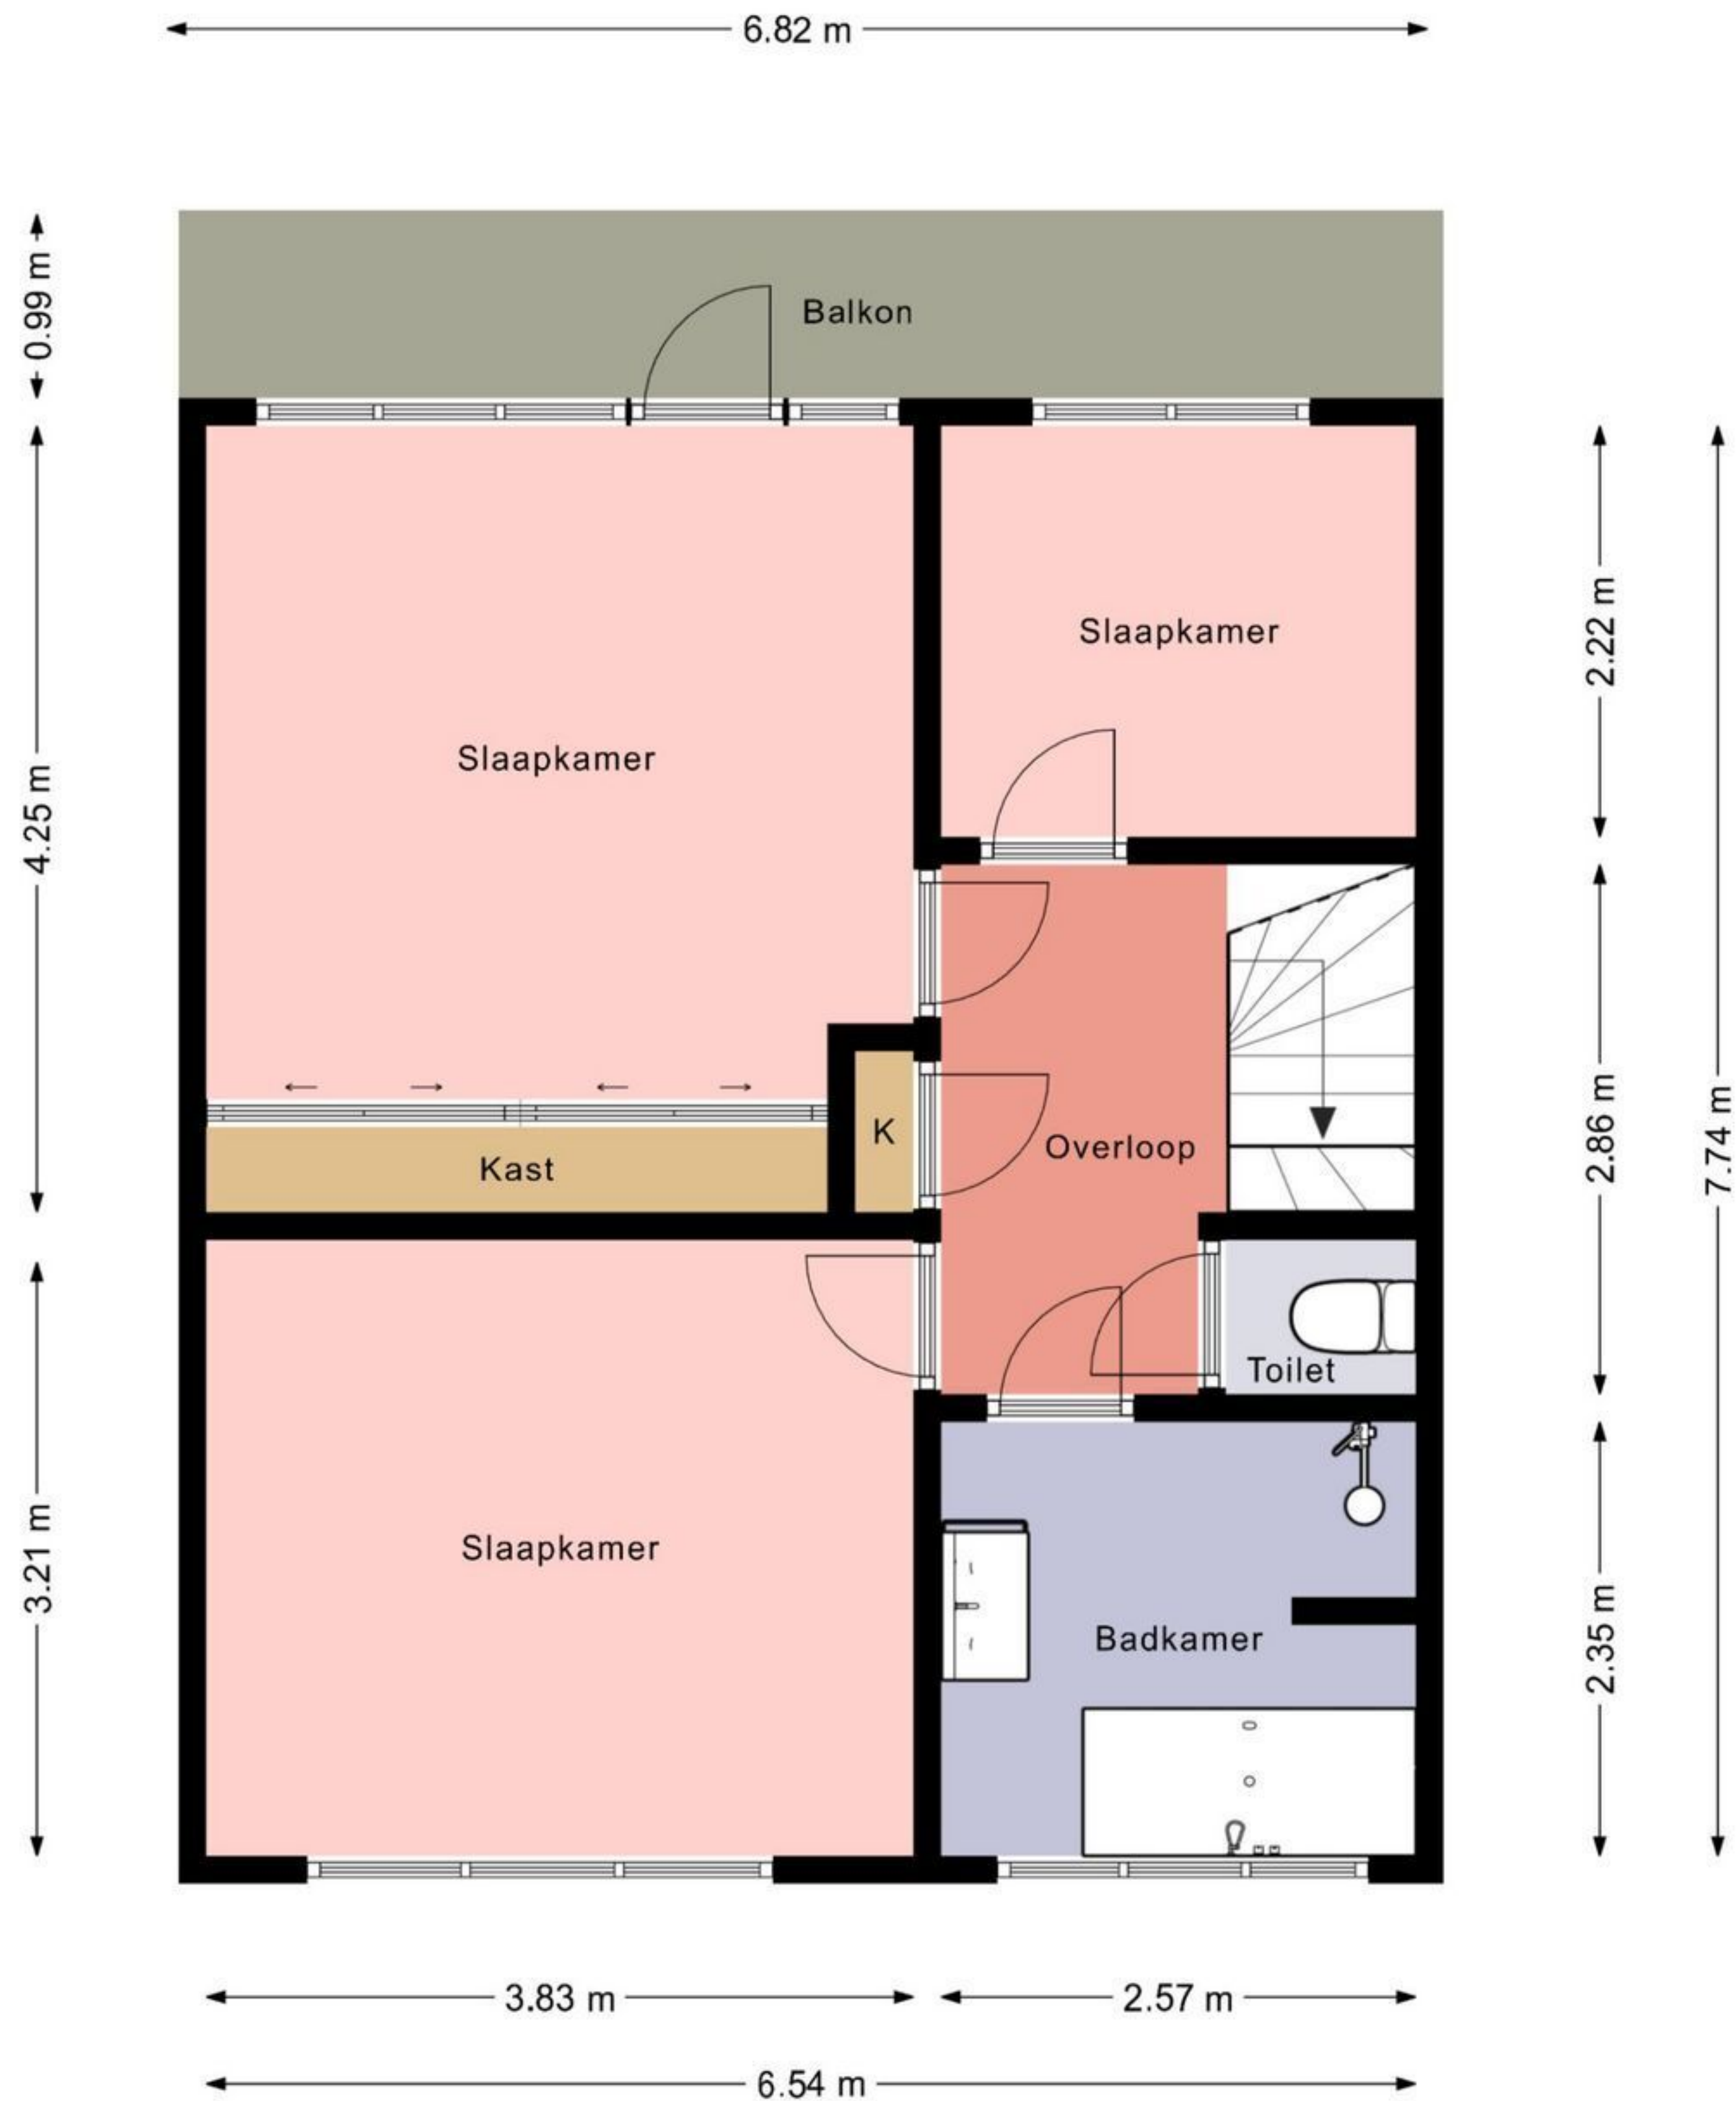 6.82 m
0.99 m
Balkon
4.25 m
2.22 m
Slaapkamer
Slaapkamer
7.74 m
2.86 m
K
Overloop
Kast
Toilet
3.21 m
Slaapkamer
2.35 m
Badkamer
3.83 m
2.57 m
6.54 m